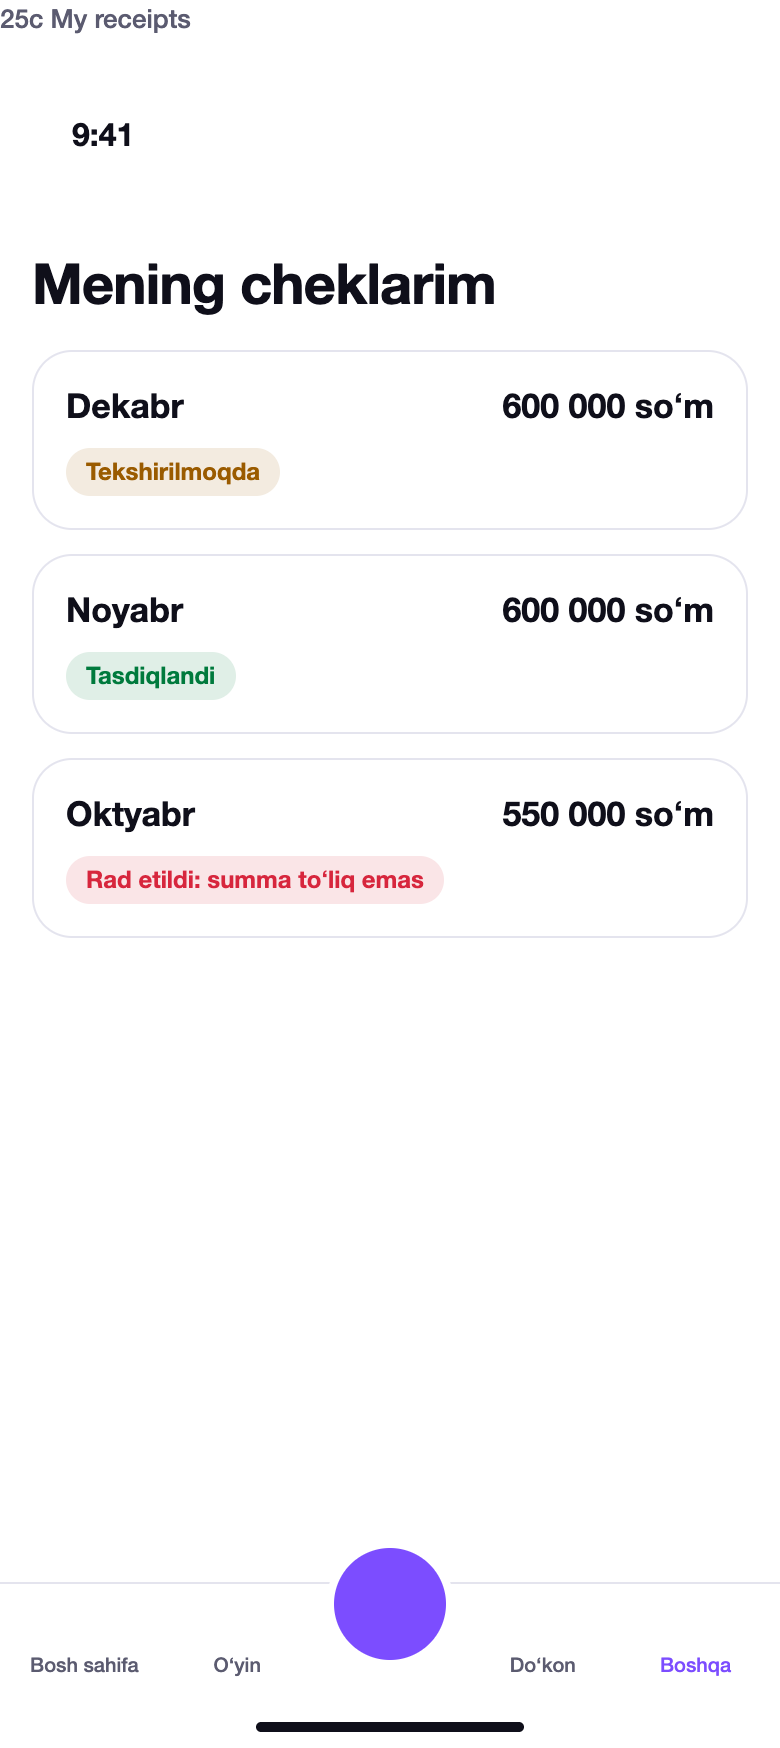 25c My receipts
9:41
Mening cheklarim
Dekabr 600 000 so‘m
Tekshirilmoqda
Noyabr 600 000 so‘m
Tasdiqlandi
Oktyabr 550 000 so‘m
Rad etildi: summa to‘liq emas
Bosh sahifa O‘yin Do‘kon Boshqa